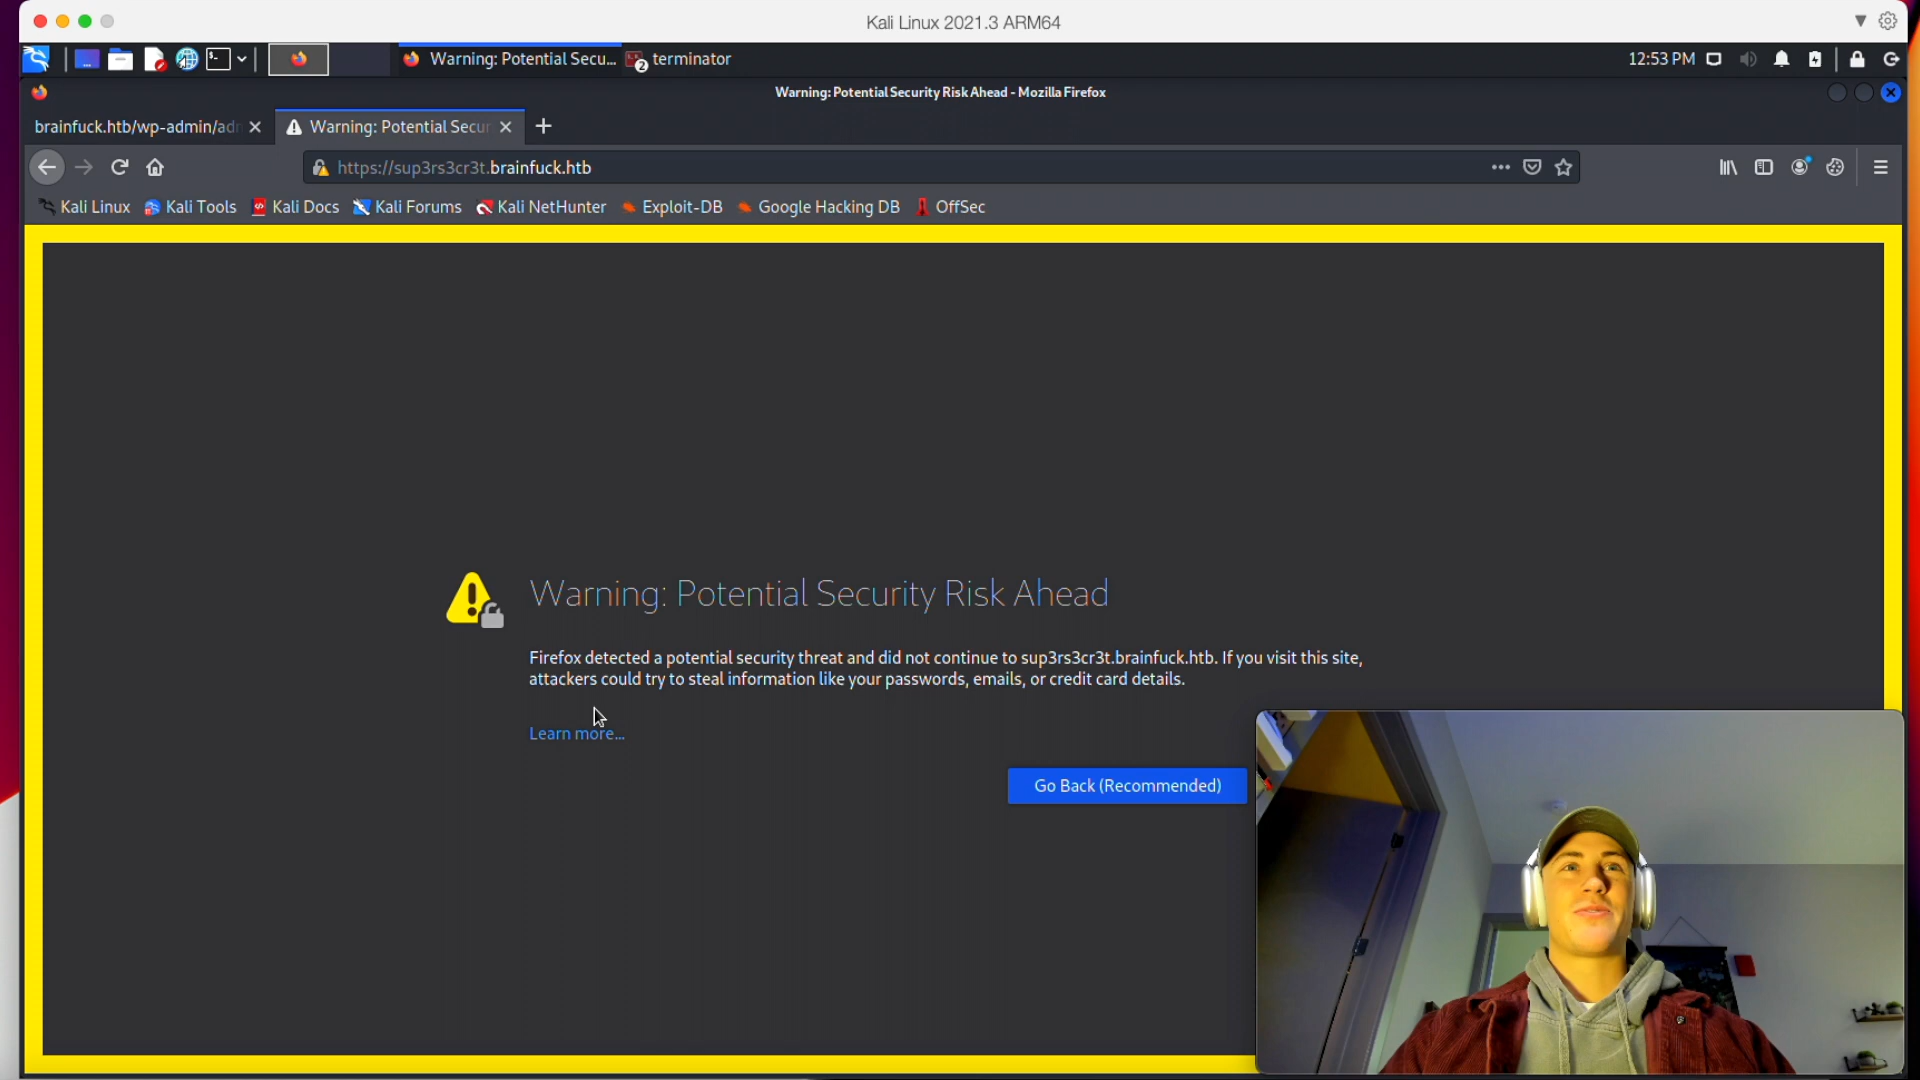 Kali Linux 2021.3 ARM64
Warning: Potential Secu... 2 terminator 12:53 PM
Warning: Potential Security Risk Ahead - Mozilla Firefox
brainfuck.htb/wp-admin/adm Warning: Potential Secur
https://sup3rs3cr3t.brainfuck.htb
Kali Linux Kali Tools Kali Docs Kali Forums Kali NetHunter Exploit-DB Google Hacking DB OffSec
Warning: Potential Security Risk Ahead
Firefox detected a potential security threat and did not continue to sup3rs3cr3t.brainfuck.htb. If you visit this site,
attackers could try to steal information like your passwords, emails, or credit card details.
Learn more...
Go Back (Recommended)